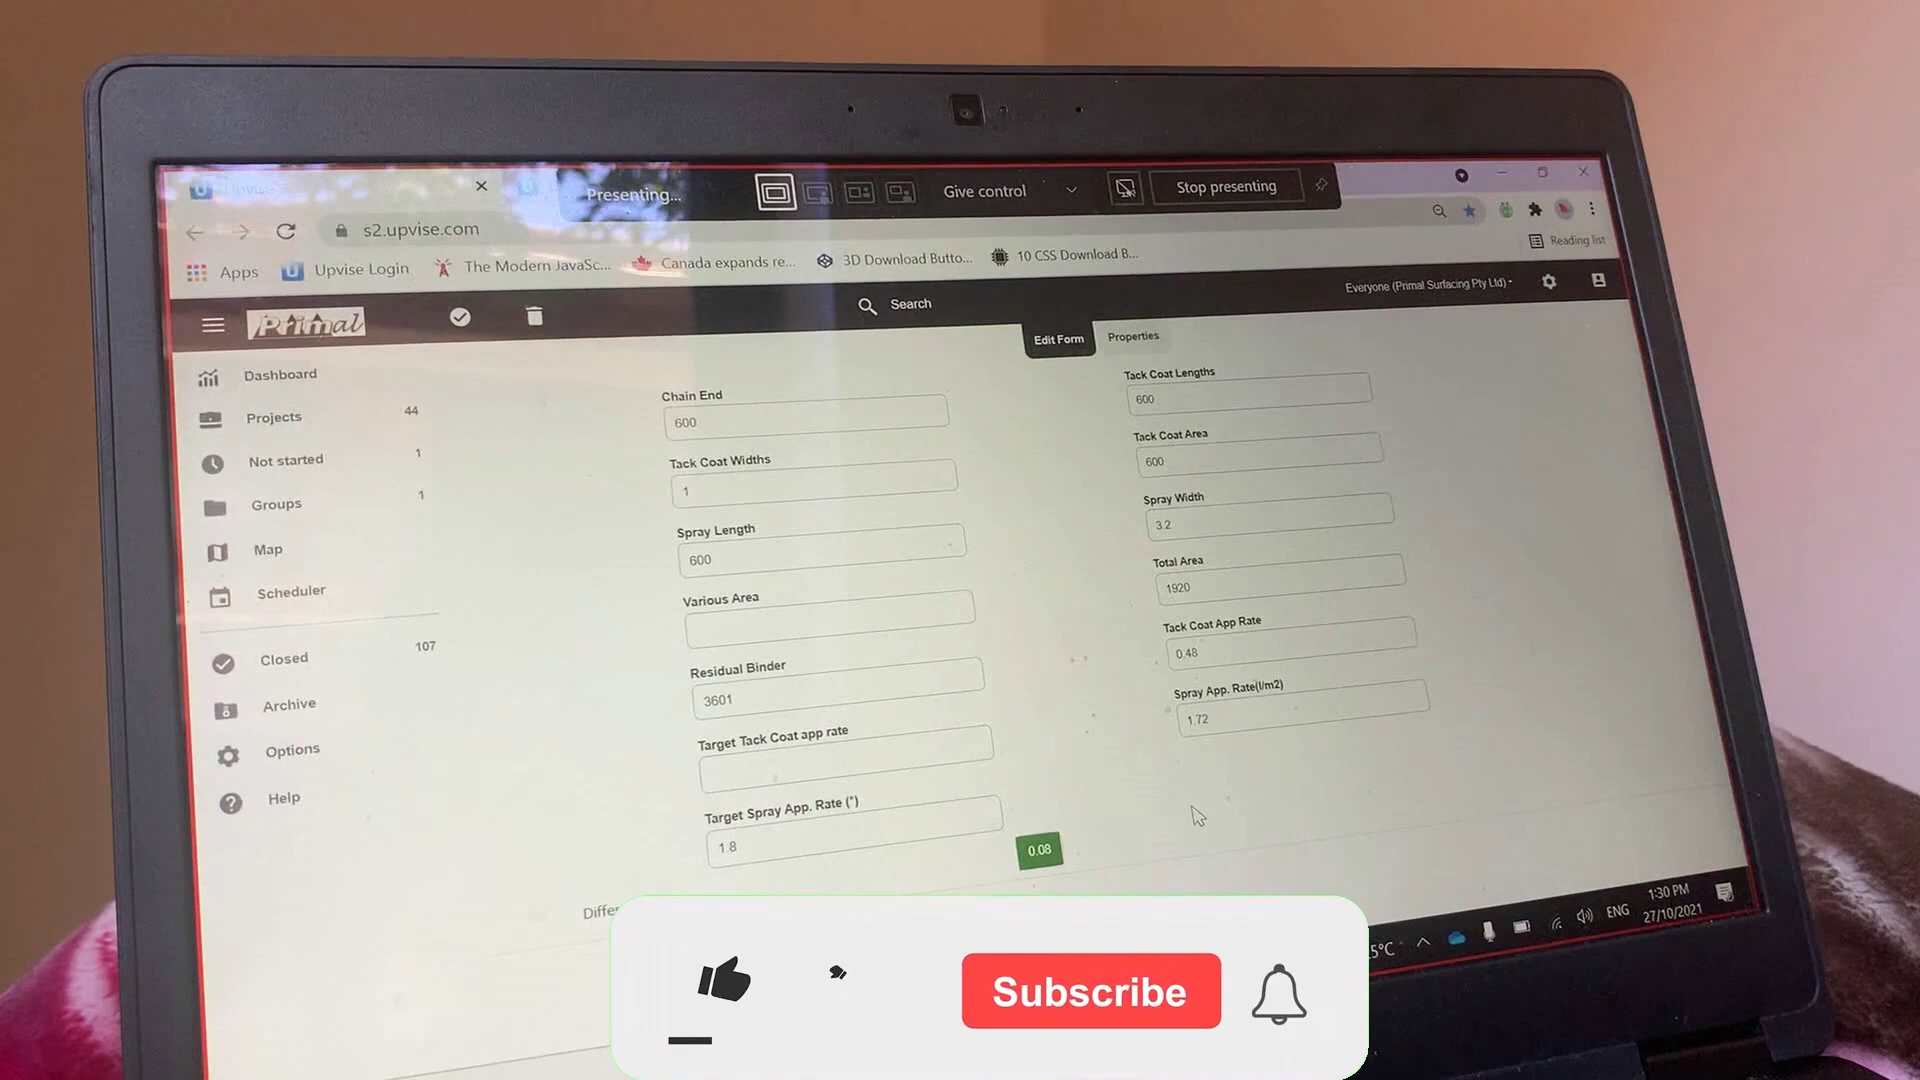 Upvise
Presenting...
Give control
Stop presenting
s2.upvise.com
Apps
Upvise Login
The Modern JavaSc...
Canada expands re...
3D Download Butto...
10 CSS Download B...
Reading list
Primal
Search
Everyone (Primal Surfacing Pty Ltd)
Edit Form
Properties
Dashboard
Projects 44
Not started 1
Groups 1
Map
Scheduler
Closed 107
Archive
Options
Help
Chain End
600
Tack Coat Widths
1
Spray Length
600
Various Area
Residual Binder
3601
Target Tack Coat app rate
Target Spray App. Rate (*)
1.8
0.08
Tack Coat Lengths
600
Tack Coat Area
600
Spray Width
3.2
Total Area
1920
Tack Coat App Rate
0.48
Spray App. Rate(l/m2)
1.72
Differ
5°C
ENG
1:30 PM
27/10/2021
Subscribe